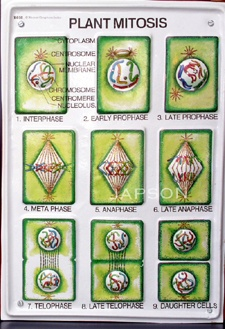 PLANT MITOSIS
CYTOPLASM
CENTROSOME
NUCLEAR
MEMBRANE
CHROMOSOME
CENTROMERE
NUCLEOLUS
1. INTERPHASE
2. EARLY PROPHASE
3. LATE PROPHASE
4. META PHASE
5. ANAPHASE
6. LATE ANAPHASE
7. TELOPHASE
8. LATE TELOPHASE
9. DAUGHTER CELLS